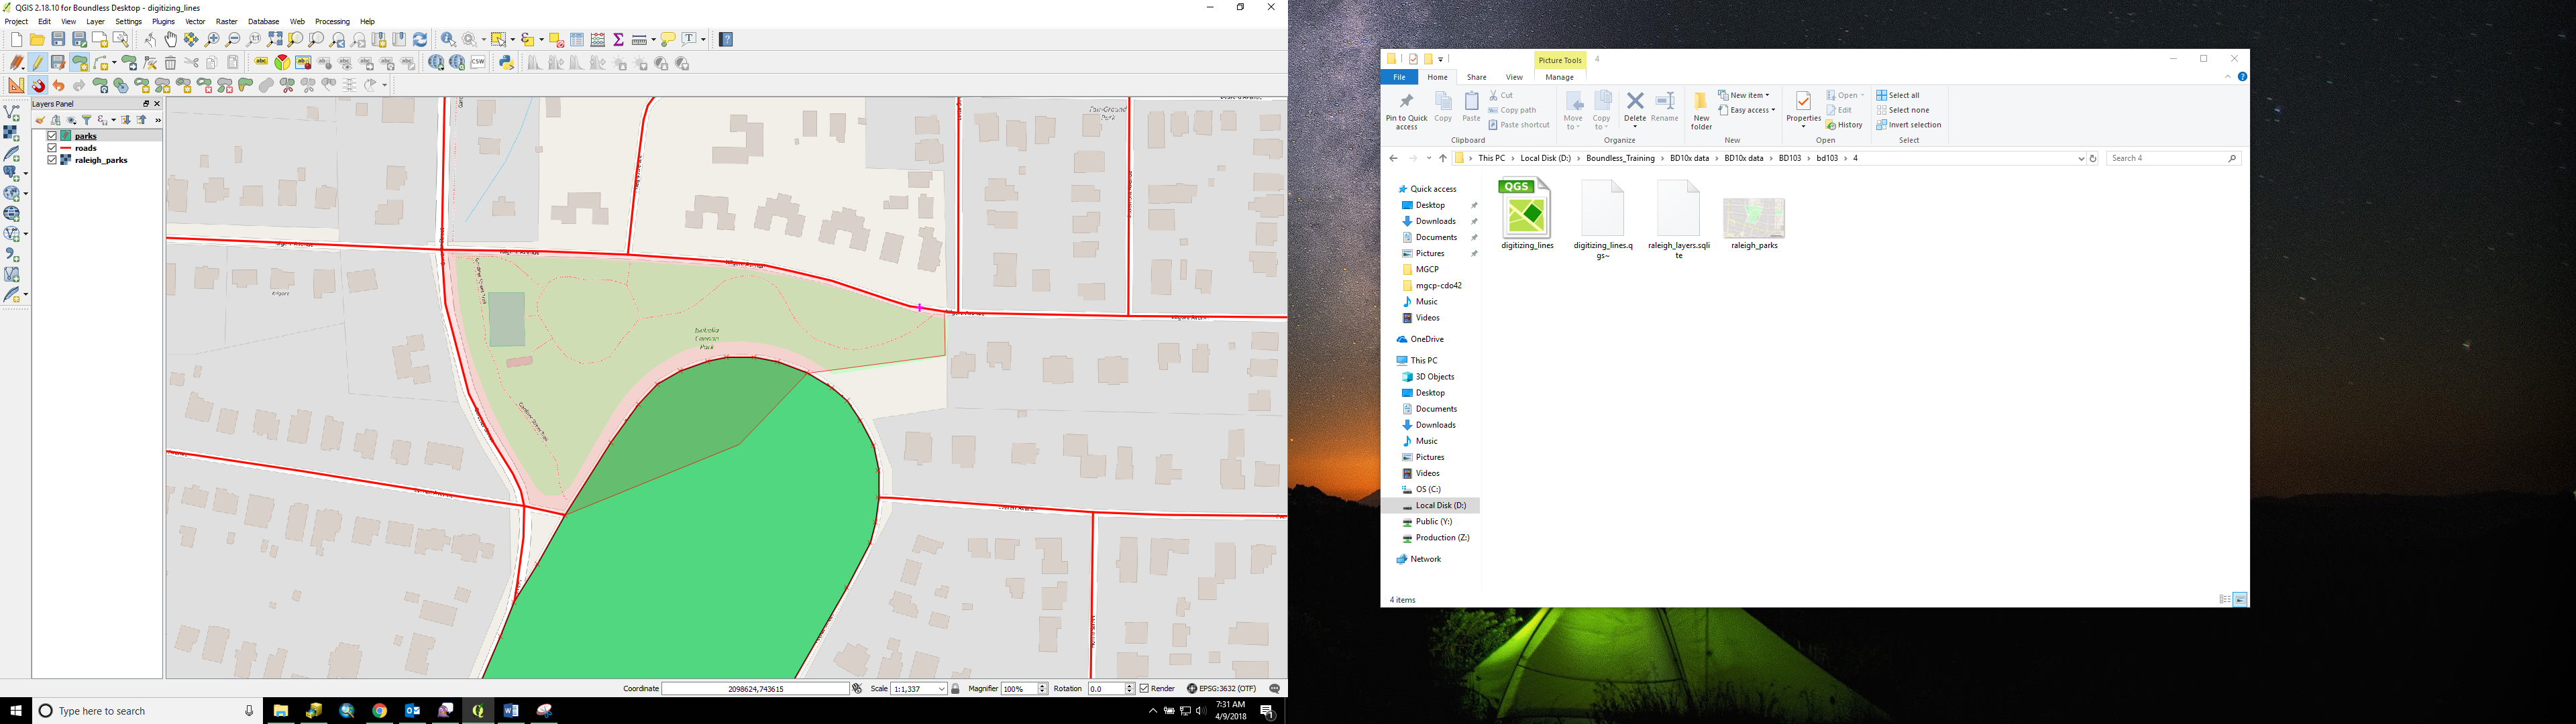 QGIS 2.18.10 for Boundless Desktop - digitizing_lines
Project Edit View Layer Settings Plugins Vector Raster Database Web Processing Help
CSW
Layers Panel
parks
roads
raleigh_parks
Isabella
Cannon
Park
Coordinate 2098624,743615 Scale 1:1,337 Magnifier 100% Rotation 0.0 Render EPSG:3632 (OTF)
Type here to search
7:31 AM
4/9/2018
Picture Tools 4
File Home Share View Manage
Pin to Quick access
Copy
Paste
Cut
Copy path
Paste shortcut
Clipboard
Move to
Copy to
Delete
Rename
Organize
New folder
New item
Easy access
New
Properties
Open
Edit
History
Open
Select all
Select none
Invert selection
Select
This PC Local Disk (D:) Boundless_Training BD10x data BD10x data BD103 bd103 4
Search 4
Quick access
Desktop
Downloads
Documents
Pictures
MGCP
mgcp-cdo42
Music
Videos
OneDrive
This PC
3D Objects
Desktop
Documents
Downloads
Music
Pictures
Videos
OS (C:)
Local Disk (D:)
Public (Y:)
Production (Z:)
Network
QGS
digitizing_lines
digitizing_lines.q
gs~
raleigh_layers.sqli
te
raleigh_parks
4 items